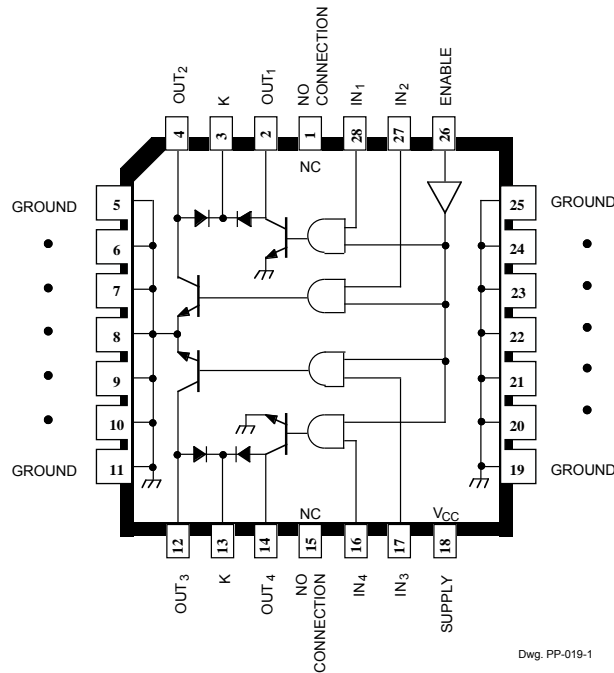 OUT2
K
OUT1
NO CONNECTION
IN1
IN2
ENABLE
4
3
2
1
28
27
26
NC
GROUND
5
25
GROUND
6
24
7
23
8
22
9
21
10
20
GROUND
11
19
GROUND
NC
VCC
12
13
14
15
16
17
18
OUT3
K
OUT4
NO CONNECTION
IN4
IN3
SUPPLY
Dwg. PP-019-1